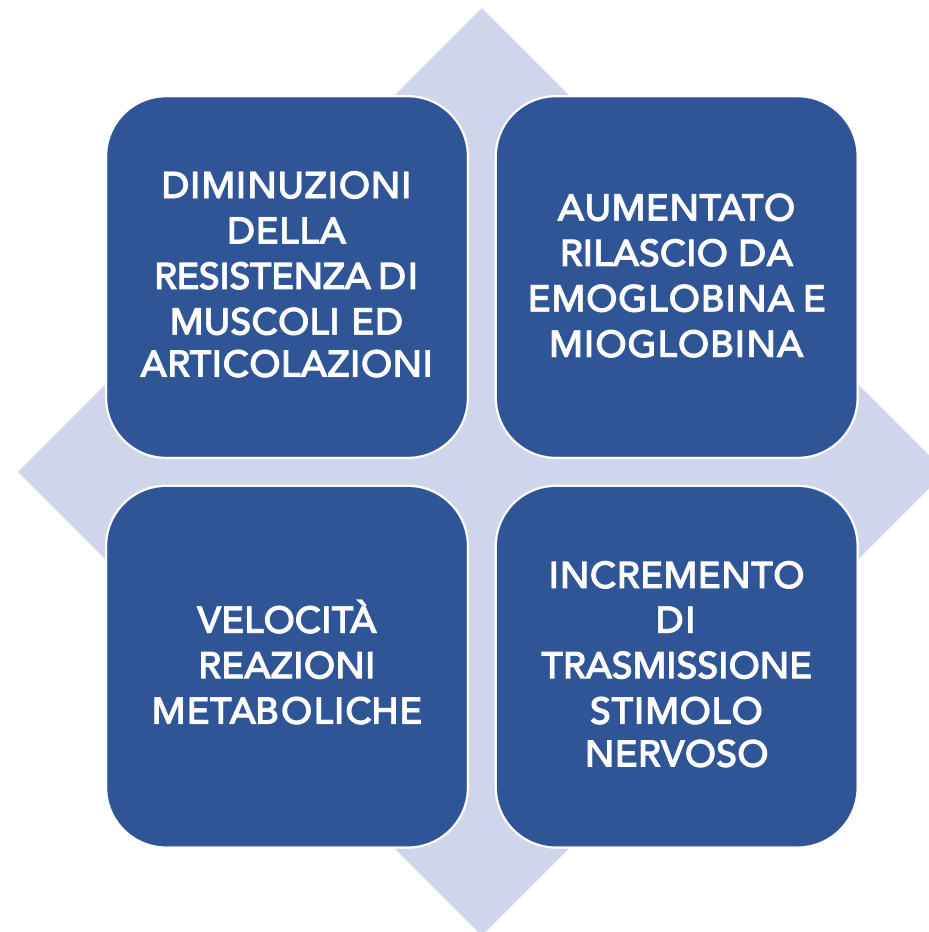 DIMINUZIONI
DELLA
RESISTENZA DI
MUSCOLI ED
ARTICOLAZIONI
AUMENTATO
RILASCIO DA
EMOGLOBINA E
MIOGLOBINA
VELOCITÀ
REAZIONI
METABOLICHE
INCREMENTO
DI
TRASMISSIONE
STIMOLO
NERVOSO